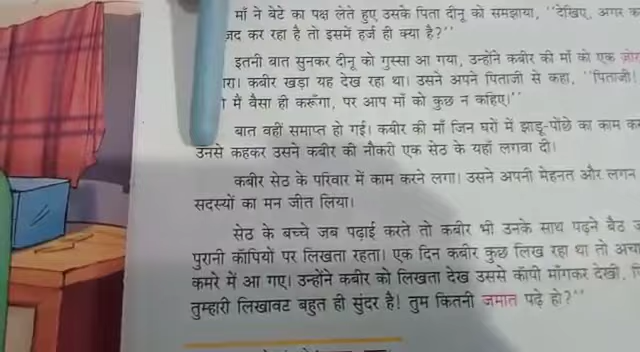 माँ ने बेटे का पक्ष लेते हुए उसके पिता दीनू को समझाया, "देखिए, अगर
कर रहा है तो इसमें हर्ज ही क्या है?"
इतनी बात सुनकर दीनू को गुस्सा आ गया, उन्होंने कबीर की माँ को एक
कबीर खड़ा यह देख रहा था। उसने अपने पिताजी से कहा, "पिताजी!
मैं वैसा ही करूँगा, पर आप माँ को कुछ न कहिए।"
बात वहीं समाप्त हो गई। कबीर की माँ जिन घरों में झाड़ू-पोंछे का काम
उनसे कहकर उसने कबीर की नौकरी एक सेठ के यहाँ लगवा दी।
कबीर सेठ के परिवार में काम करने लगा। उसने अपनी मेहनत और लगन
सदस्यों का मन जीत लिया।
सेठ के बच्चे जब पढ़ाई करते तो कबीर भी उनके साथ पढ़ने बैठ
पुरानी कॉपियों पर लिखता रहता। एक दिन कबीर कुछ लिख रहा था तो
कमरे में आ गए। उन्होंने कबीर को लिखता देख उससे कॉपी माँगकर देखी।
तुम्हारी लिखावट बहुत ही सुंदर है! तुम कितनी जमात पढ़े हो?"